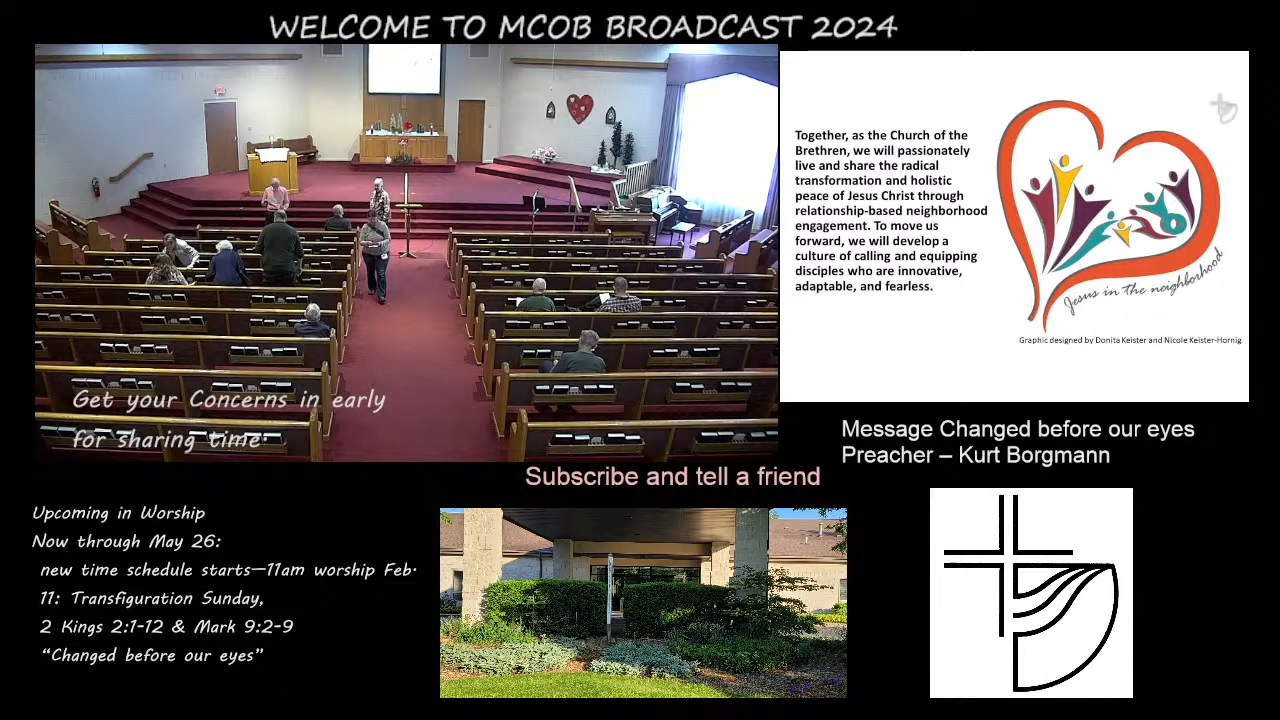 WELCOME TO MCOB BROADCAST 2024
Together, as the Church of the
Brethren, we will passionately
live and share the radical
transformation and holistic
peace of Jesus Christ through
relationship-based neighborhood
engagement. To move us
forward, we will develop a
culture of calling and equipping
disciples who are innovative,
adaptable, and fearless.
Jesus in the neighborhood
Graphic designed by Donita Keister and Nicole Keister-Hornig
Get your Concerns in early
for sharing time.
Message Changed before our eyes
Preacher – Kurt Borgmann
Subscribe and tell a friend
Upcoming in Worship
Now through May 26:
new time schedule starts—11am worship Feb.
11: Transfiguration Sunday,
2 Kings 2:1-12 & Mark 9:2-9
“Changed before our eyes”